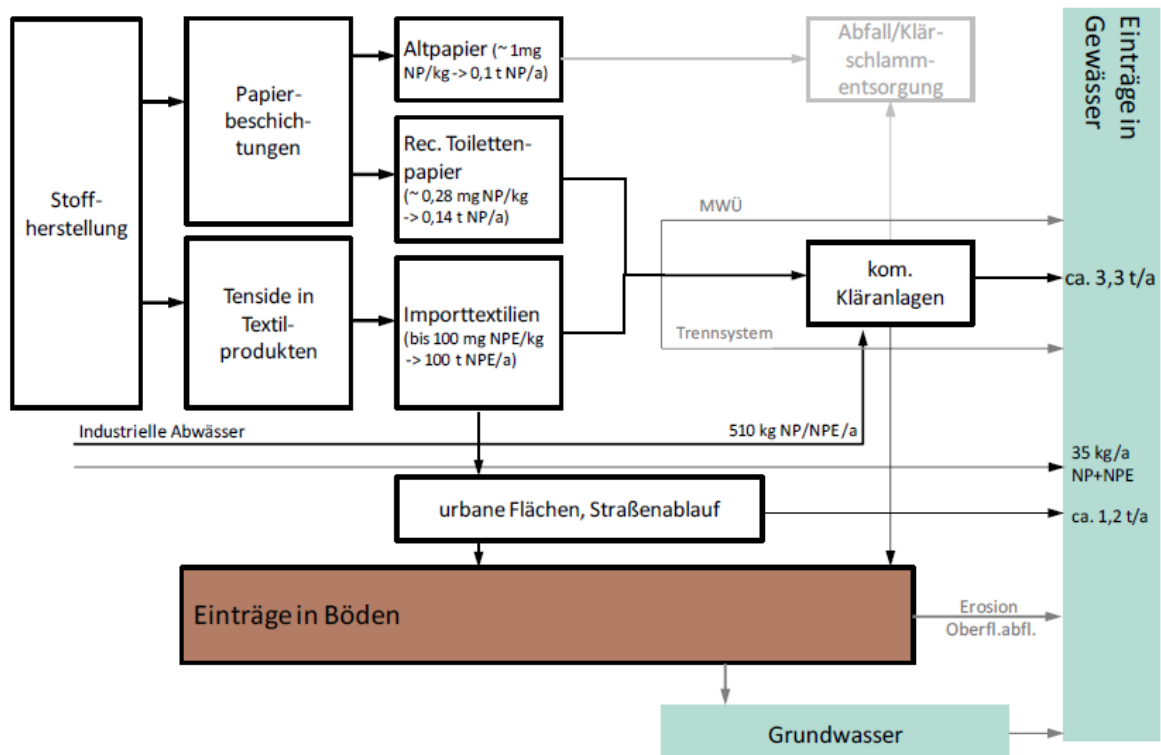 Stoff-
herstellung
Papier-
beschich-
tungen
Tenside in
Textil-
produkten
Altpapier (~ 1mg
NP/kg -> 0,1 t NP/a)
Rec. Toiletten-
papier
(~ 0,28 mg NP/kg
-> 0,14 t NP/a)
Importtextilien
(bis 100 mg NPE/kg
-> 100 t NPE/a)
Abfall/Klär-
schlamm-
entsorgung
MWÜ
kom.
Kläranlagen
Trennsystem
Einträge in
Gewässer
ca. 3,3 t/a
Industrielle Abwässer
510 kg NP/NPE/a
35 kg/a
NP+NPE
urbane Flächen, Straßenablauf
ca. 1,2 t/a
Einträge in Böden
Erosion
Oberfl.abfl.
Grundwasser